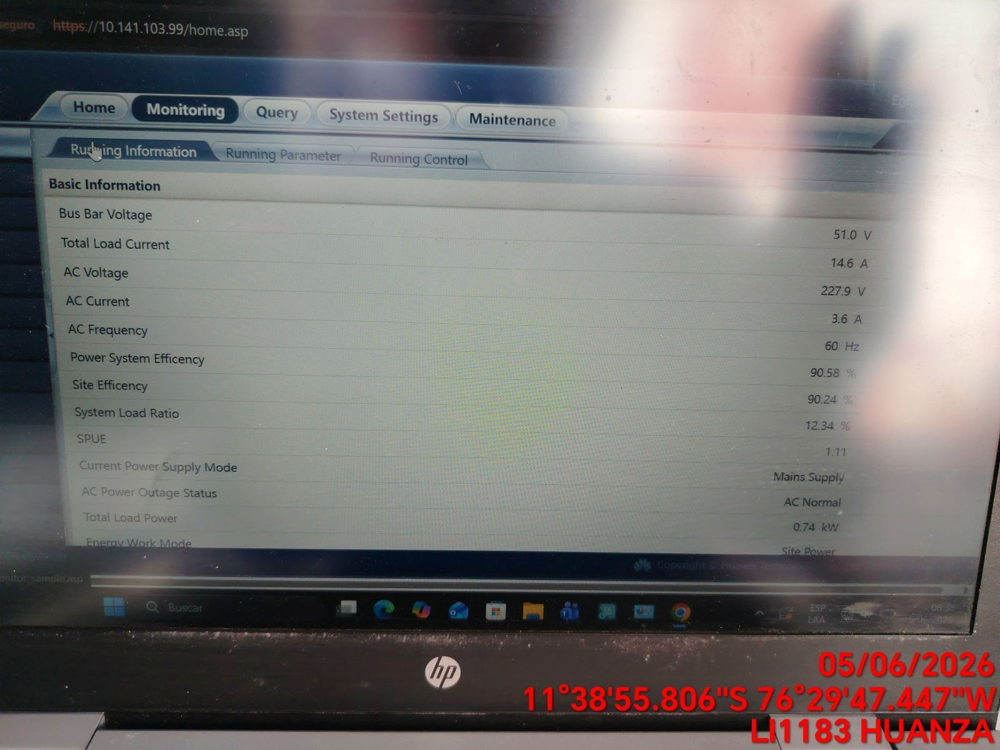 seguro https://10.141.103.99/home.asp
Home Monitoring Query System Settings Maintenance
Running Information Running Parameter Running Control
Basic Information
Bus Bar Voltage 51.0 V
Total Load Current 14.6 A
AC Voltage 227.9 V
AC Current 3.6 A
AC Frequency 60 Hz
Power System Efficency 90.58 %
Site Efficency 90.24 %
System Load Ratio 12.34 %
SPUE 1.11
Current Power Supply Mode Mains Supply
AC Power Outage Status AC Normal
Total Load Power 0.74 kW
Energy Work Mode Site Power
Copyright © Huawei
onitor_sample.asp
Buscar
ESP
LAA
hp
05/06/2026
11°38'55.806"S 76°29'47.447"W
LI1183 HUANZA